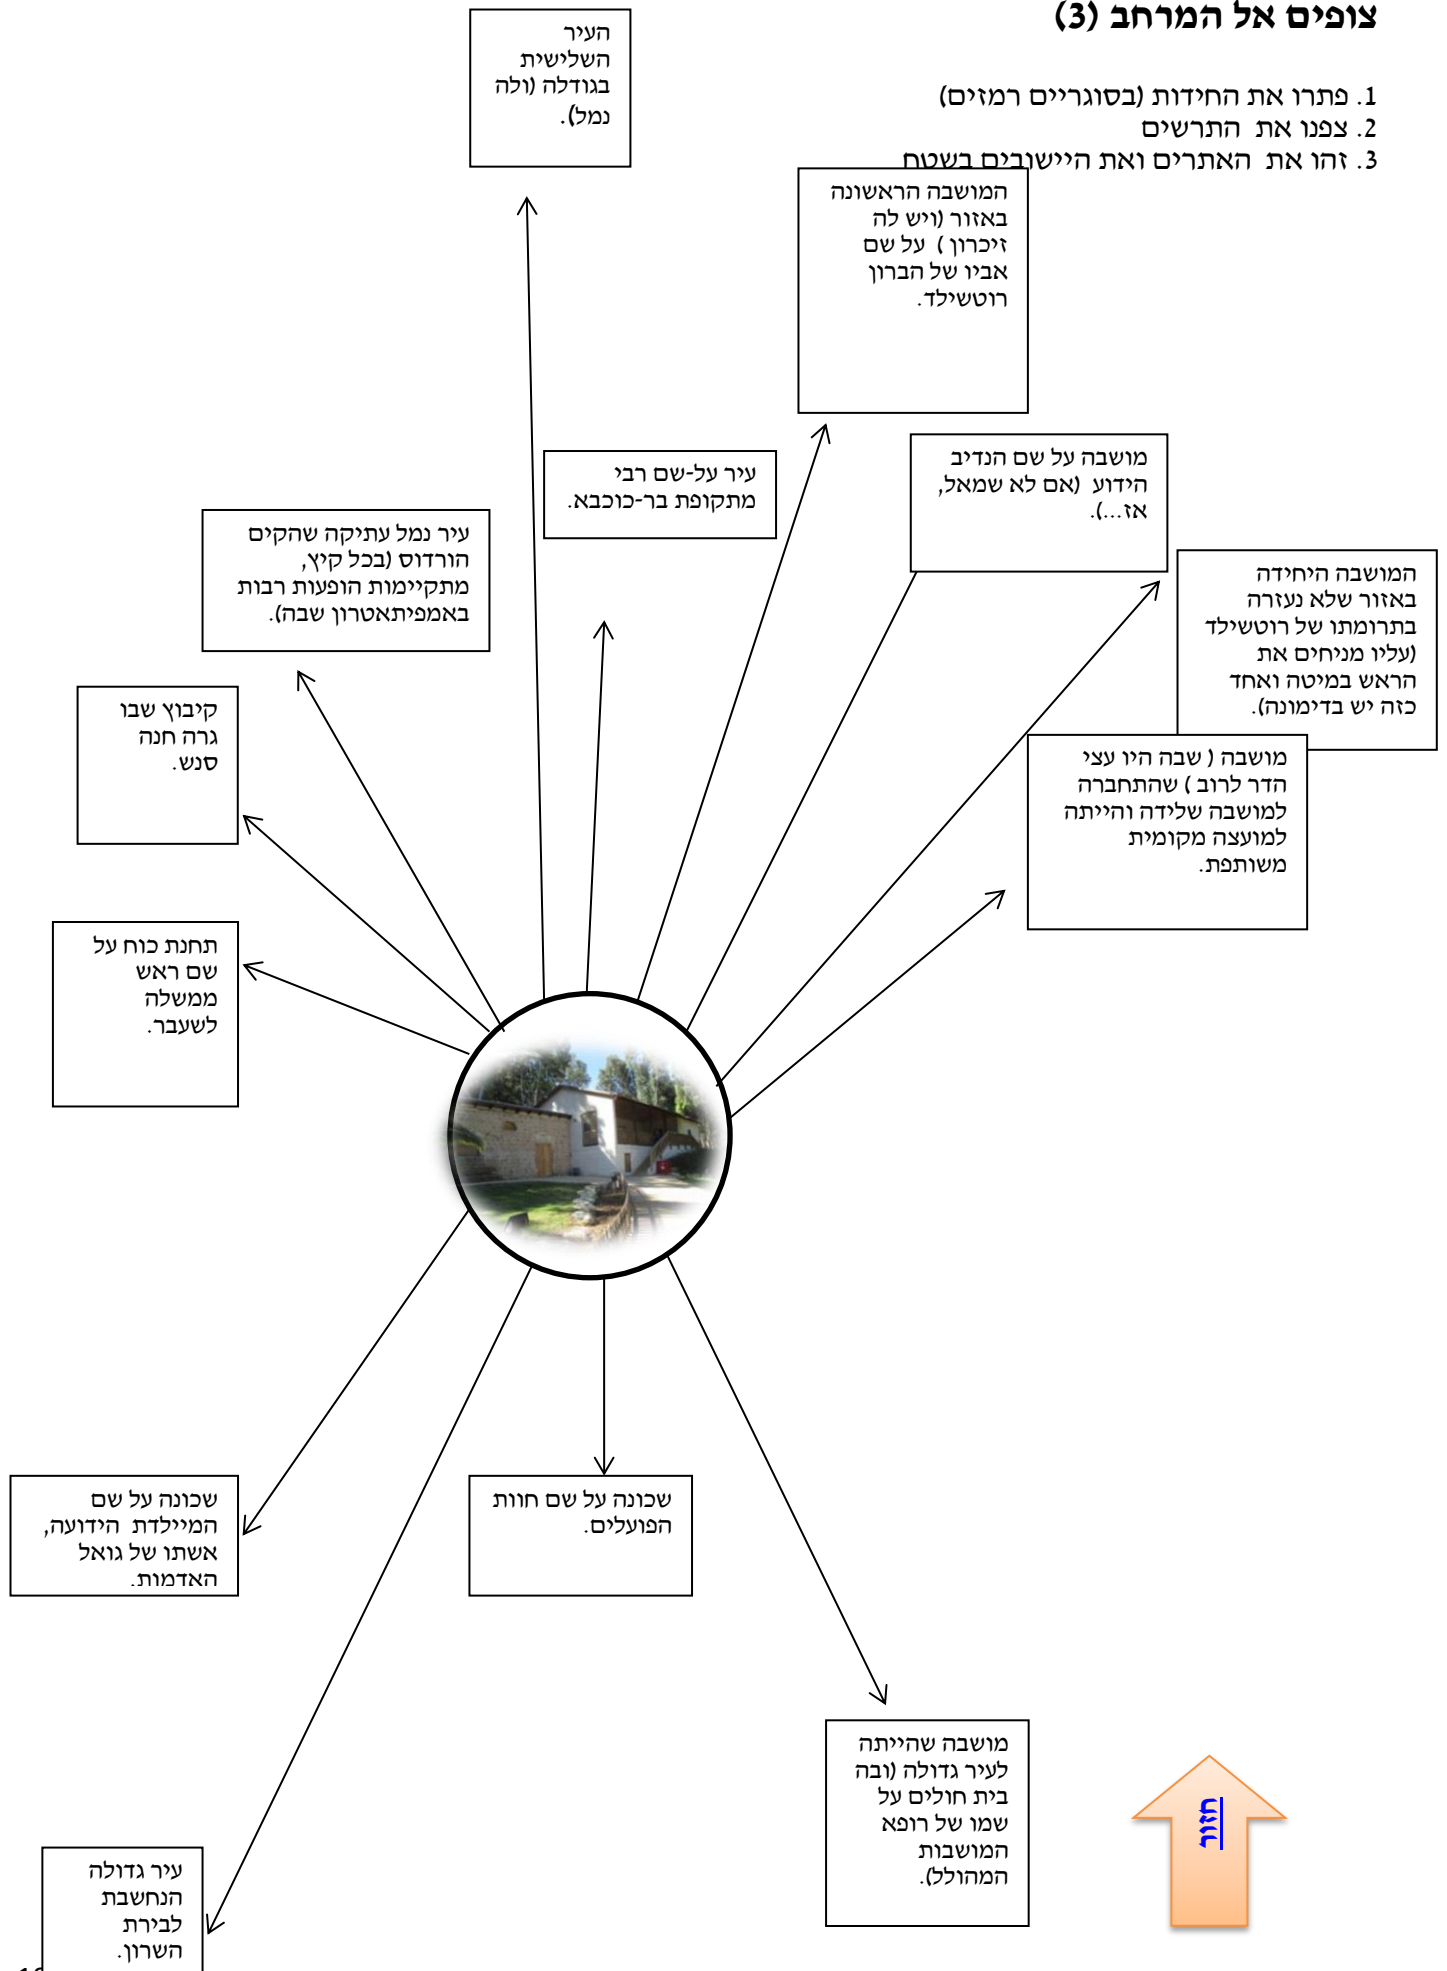 צופים אל המרחב (3)
1. פתרו את החידות (בסוגריים רמזים)
2. צפנו את התרשים
3. זהו את האתרים ואת היישובים בשטח
העיר
השלישית
בגודלה (ולה
נמל).
המושבה הראשונה
באזור (ויש לה
זיכרון ) על שם
אביו של הברון
רוטשילד.
מושבה על שם הנדיב
הידוע (אם לא שמאל,
אז...).
עיר על-שם רבי
מתקופת בר-כוכבא.
עיר נמל עתיקה שהקים
הורדוס (בכל קיץ,
מתקיימות הופעות רבות
באמפיתאטרון שבה).
המושבה היחידה
באזור שלא נעזרה
בתרומתו של רוטשילד
(עליו מניחים את
הראש במיטה ואחד
כזה יש בדימונה).
קיבוץ שבו
גרה חנה
סנש.
מושבה ( שבה היו עצי
הדר לרוב ) שהתחברה
למושבה שלידה והייתה
למועצה מקומית
משותפת.
תחנת כוח על
שם ראש
ממשלה
לשעבר.
שכונה על שם
המיילדת הידועה,
אשתו של גואל
האדמות.
שכונה על שם חוות
הפועלים.
מושבה שהייתה
לעיר גדולה (ובה
בית חולים על
שמו של רופא
המושבות
המהולל).
חזור
עיר גדולה
הנחשבת
לבירת
השרון.